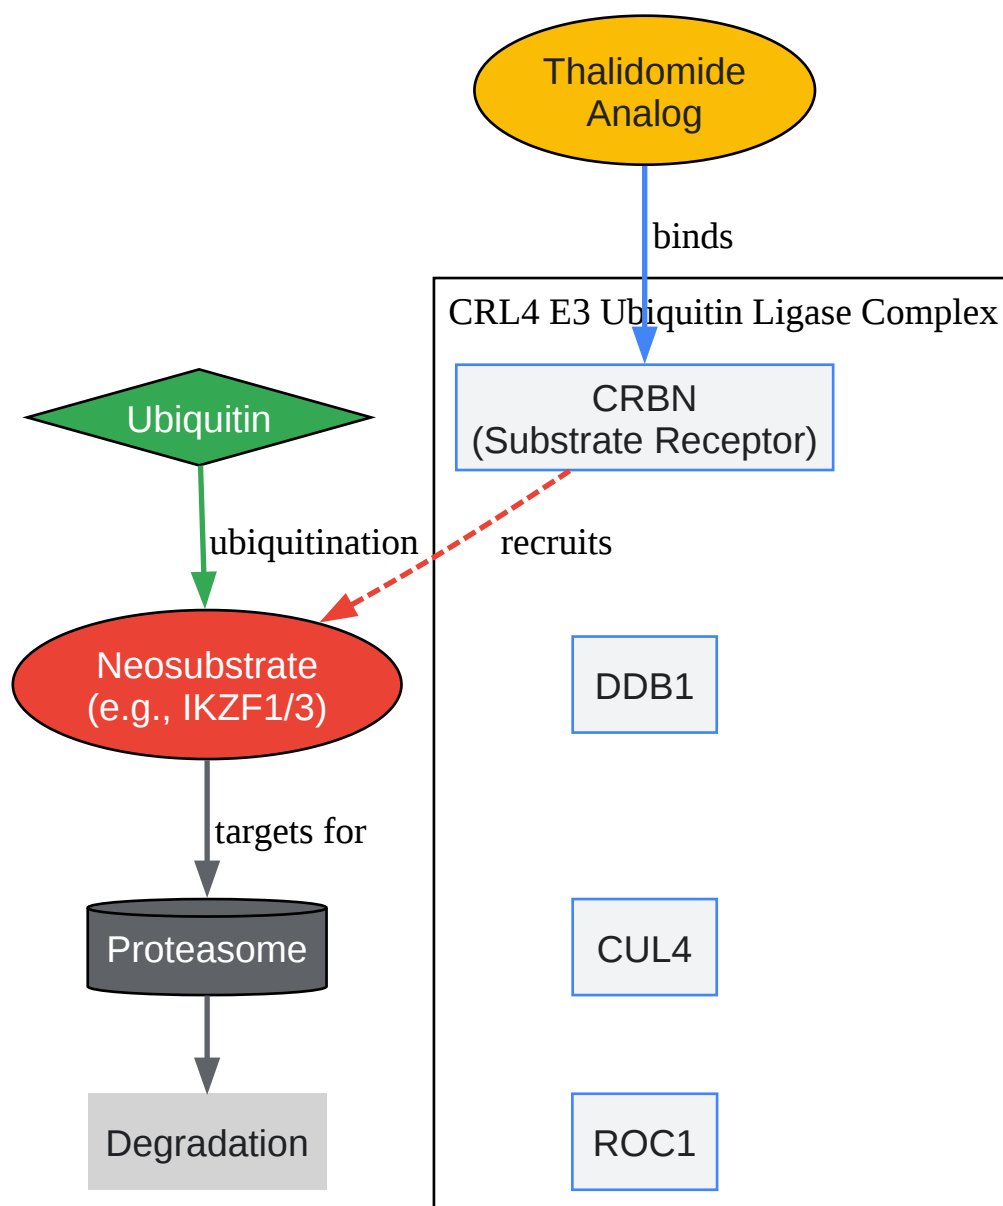 Thalidomide
Analog
binds
CRL4 E3 Ubiquitin Ligase Complex
CRBN
(Substrate Receptor)
Ubiquitin
ubiquitination
recruits
Neosubstrate
(e.g., IKZF1/3)
DDB1
targets for
Proteasome
CUL4
Degradation
ROC1